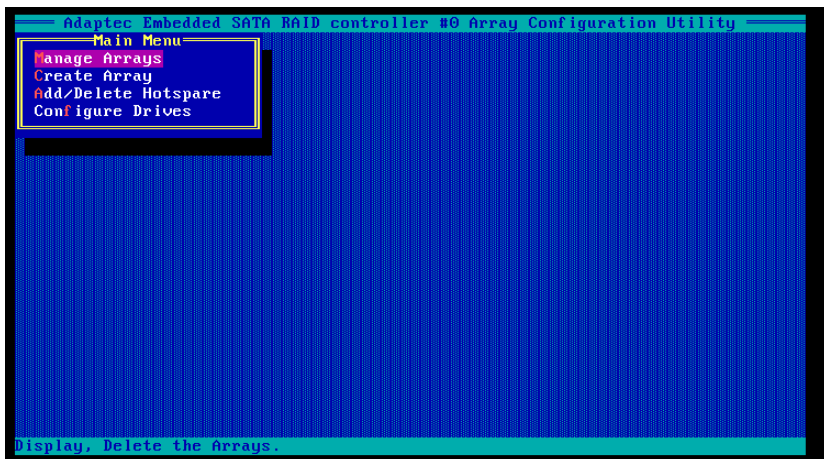 Adaptec Embedded SATA RAID controller #0 Array Configuration Utility
Main Menu
Manage Arrays
Create Array
Add/Delete Hotspare
Configure Drives
Display, Delete the Arrays.